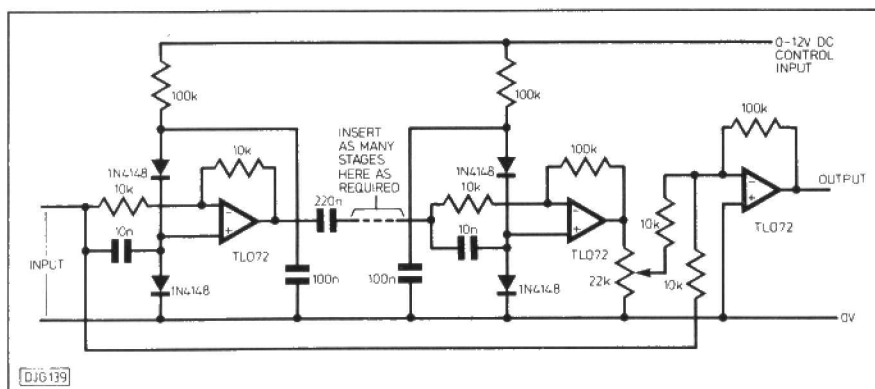 0-12V DC
CONTROL
INPUT
100k
100k
100k
INSERT
AS MANY
STAGES
HERE AS
REQUIRED
10k
100k
1N4148
1N4148
OUTPUT
10k
10k
220n
TL072
10n
TL072
10n
TL072
10k
INPUT
100n
100n
22k
10k
1N4148
1N4148
0V
DJG139